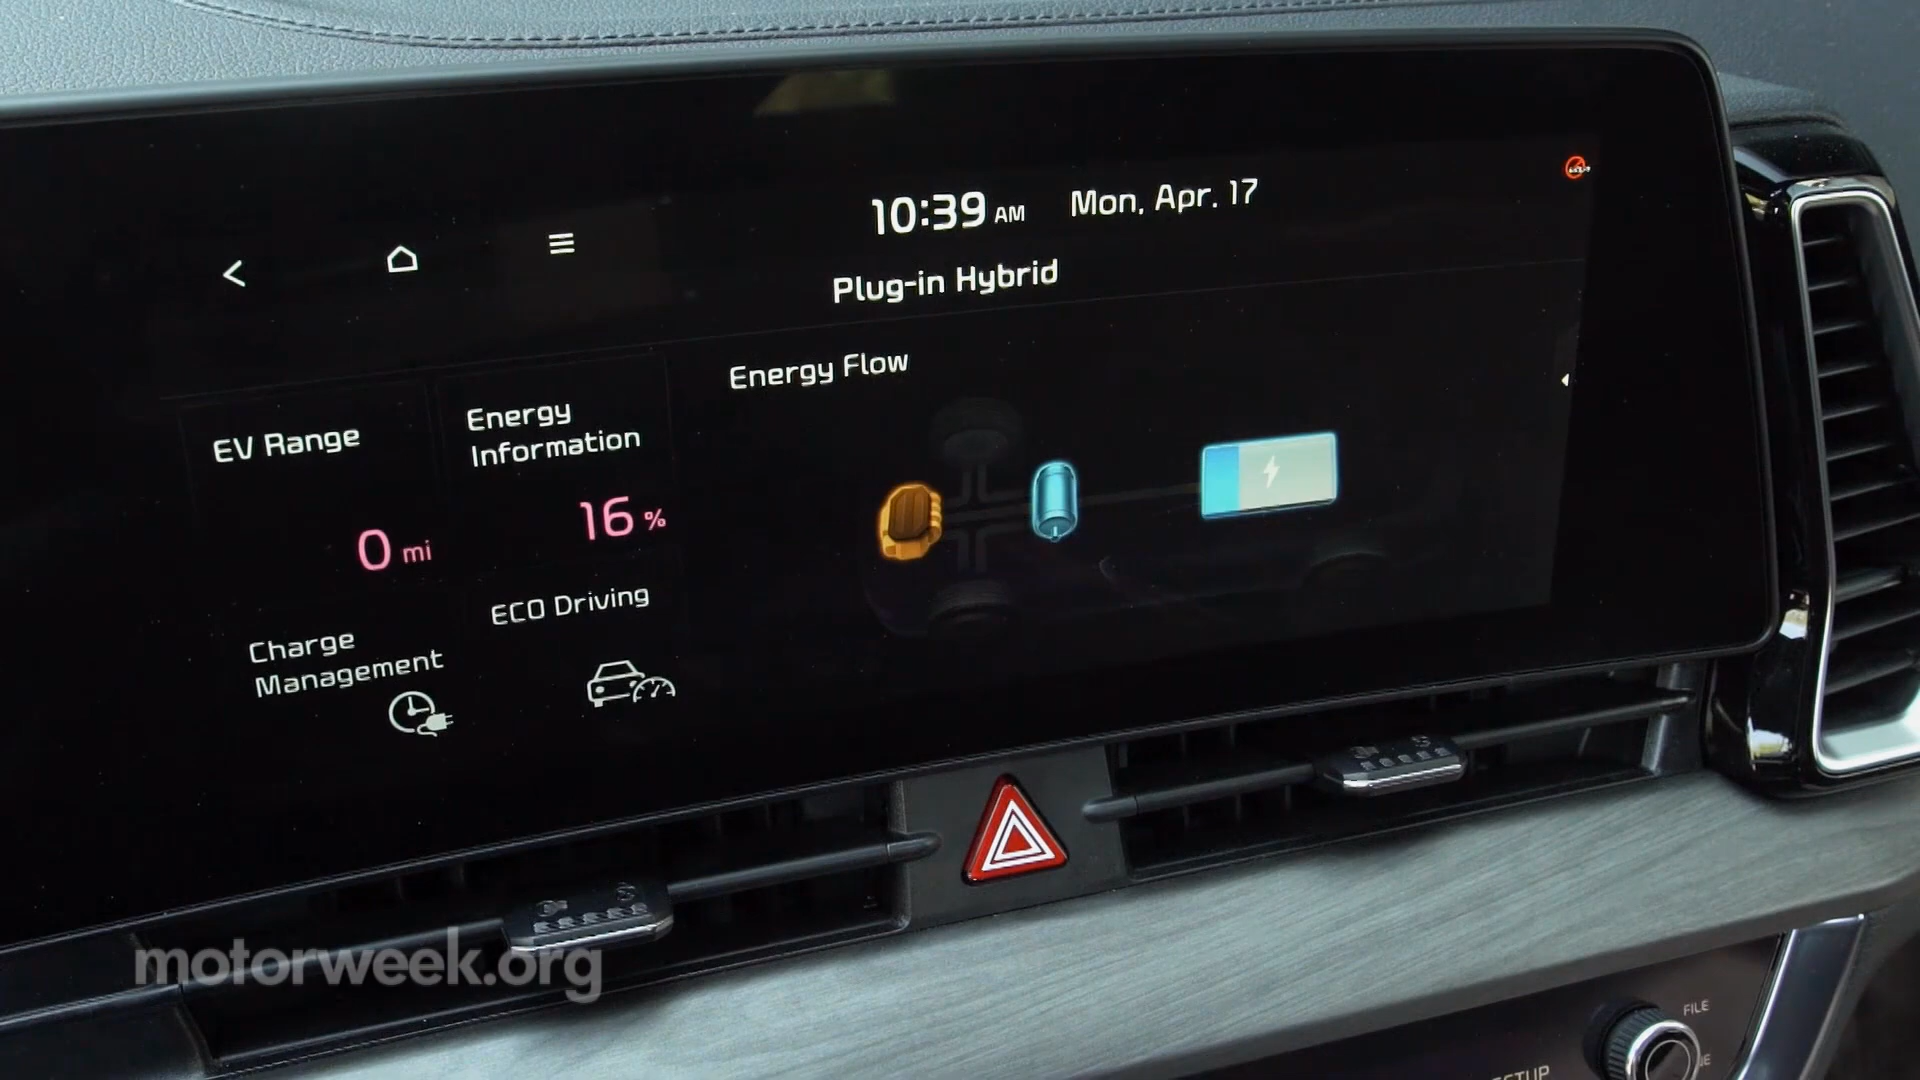 10:39 AM Mon, Apr. 17
Plug-in Hybrid
EV Range
0 mi
Energy
Information
16 %
Energy Flow
Charge
Management
ECO Driving
motorweek.org
FILE